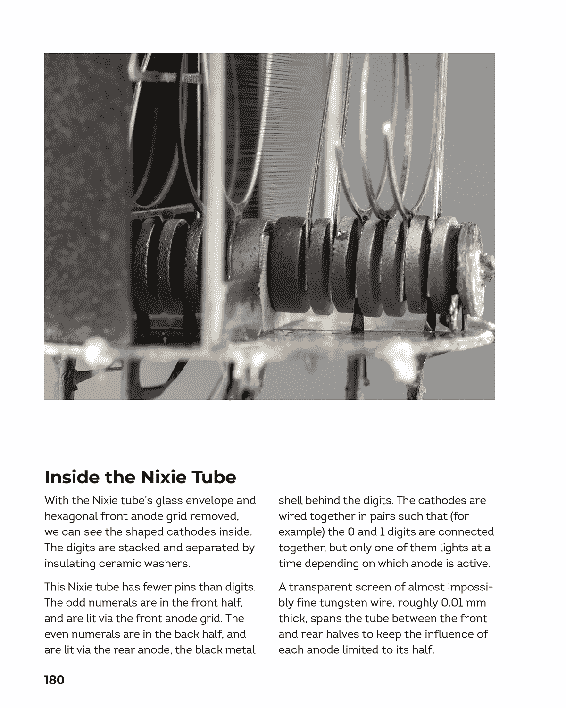 Inside the Nixie Tube
With the Nixie tube's glass envelope and
hexagonal front anode grid removed,
we can see the shaped cathodes inside.
The digits are stacked and separated by
insulating ceramic washers.
This Nixie tube has fewer pins than digits.
The odd numerals are in the front half,
and are lit via the front anode grid. The
even numerals are in the back half, and
are lit via the rear anode, the black metal
shell behind the digits. The cathodes are
wired together in pairs such that (for
example) the 0 and 1 digits are connected
together, but only one of them lights at a
time depending on which anode is active.
A transparent screen of almost impossi-
bly fine tungsten wire, roughly 0.01 mm
thick, spans the tube between the front
and rear halves to keep the influence of
each anode limited to its half.
180